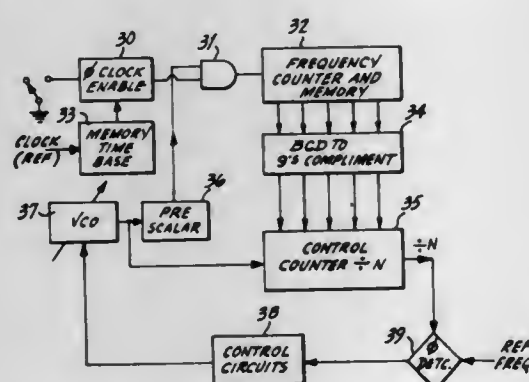 30
31
32
φ CLOCK
ENABLE
FREQUENCY
COUNTER AND
MEMORY
33
34
CLOCK
(REF)
MEMORY
TIME
BASE
BCD TO
9'S COMPLIMENT
36
35
37
VCO
PRE
SCALAR
CONTROL
COUNTER ÷ N
÷N
38
39
CONTROL
CIRCUITS
φ
DETC.
REF
FREQ